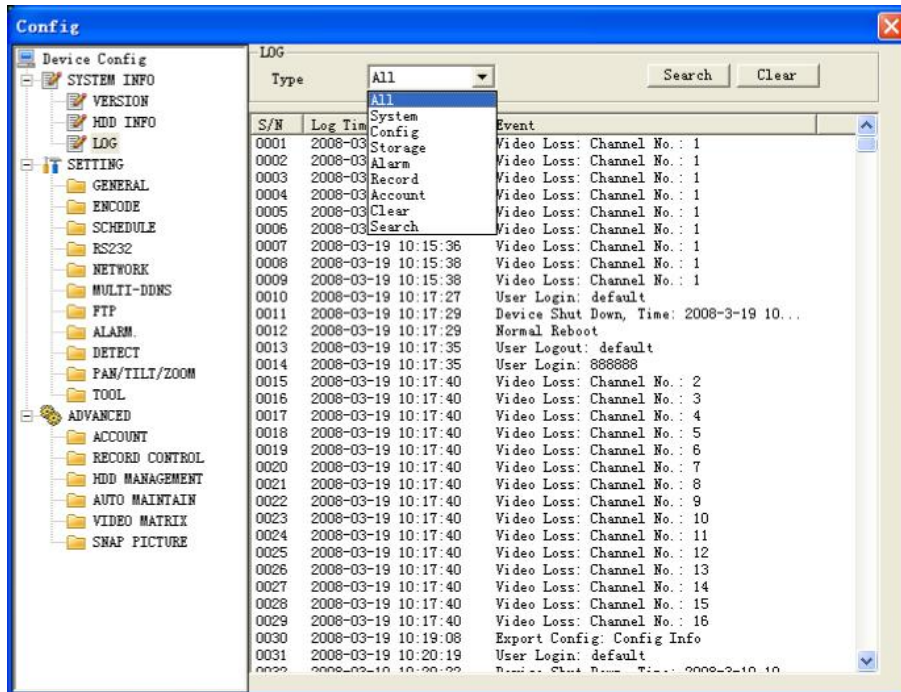 Config
Device Config
SYSTEM INFO
VERSION
HDD INFO
LOG
SETTING
GENERAL
ENCODE
SCHEDULE
RS232
NETWORK
MULTI-DDNS
FTP
ALARM.
DETECT
PAN/TILT/ZOOM
TOOL
ADVANCED
ACCOUNT
RECORD CONTROL
HDD MANAGEMENT
AUTO MAINTAIN
VIDEO MATRIX
SNAP PICTURE
LOG
Type All Search Clear
All
System
Config
Storage
Alarm
Record
Account
Clear
Search
S/N Log Tim Event
0001 2008-03 Video Loss: Channel No.: 1
0002 2008-03 Video Loss: Channel No.: 1
0003 2008-03 Video Loss: Channel No.: 1
0004 2008-03 Video Loss: Channel No.: 1
0005 2008-03 Video Loss: Channel No.: 1
0006 2008-03 Video Loss: Channel No.: 1
0007 2008-03-19 10:15:36 Video Loss: Channel No.: 1
0008 2008-03-19 10:15:38 Video Loss: Channel No.: 1
0009 2008-03-19 10:15:38 Video Loss: Channel No.: 1
0010 2008-03-19 10:17:27 User Login: default
0011 2008-03-19 10:17:29 Device Shut Down, Time: 2008-3-19 10...
0012 2008-03-19 10:17:29 Normal Reboot
0013 2008-03-19 10:17:35 User Logout: default
0014 2008-03-19 10:17:35 User Login: 888888
0015 2008-03-19 10:17:40 Video Loss: Channel No.: 2
0016 2008-03-19 10:17:40 Video Loss: Channel No.: 3
0017 2008-03-19 10:17:40 Video Loss: Channel No.: 4
0018 2008-03-19 10:17:40 Video Loss: Channel No.: 5
0019 2008-03-19 10:17:40 Video Loss: Channel No.: 6
0020 2008-03-19 10:17:40 Video Loss: Channel No.: 7
0021 2008-03-19 10:17:40 Video Loss: Channel No.: 8
0022 2008-03-19 10:17:40 Video Loss: Channel No.: 9
0023 2008-03-19 10:17:40 Video Loss: Channel No.: 10
0024 2008-03-19 10:17:40 Video Loss: Channel No.: 11
0025 2008-03-19 10:17:40 Video Loss: Channel No.: 12
0026 2008-03-19 10:17:40 Video Loss: Channel No.: 13
0027 2008-03-19 10:17:40 Video Loss: Channel No.: 14
0028 2008-03-19 10:17:40 Video Loss: Channel No.: 15
0029 2008-03-19 10:17:40 Video Loss: Channel No.: 16
0030 2008-03-19 10:19:08 Export Config: Config Info
0031 2008-03-19 10:20:19 User Login: default